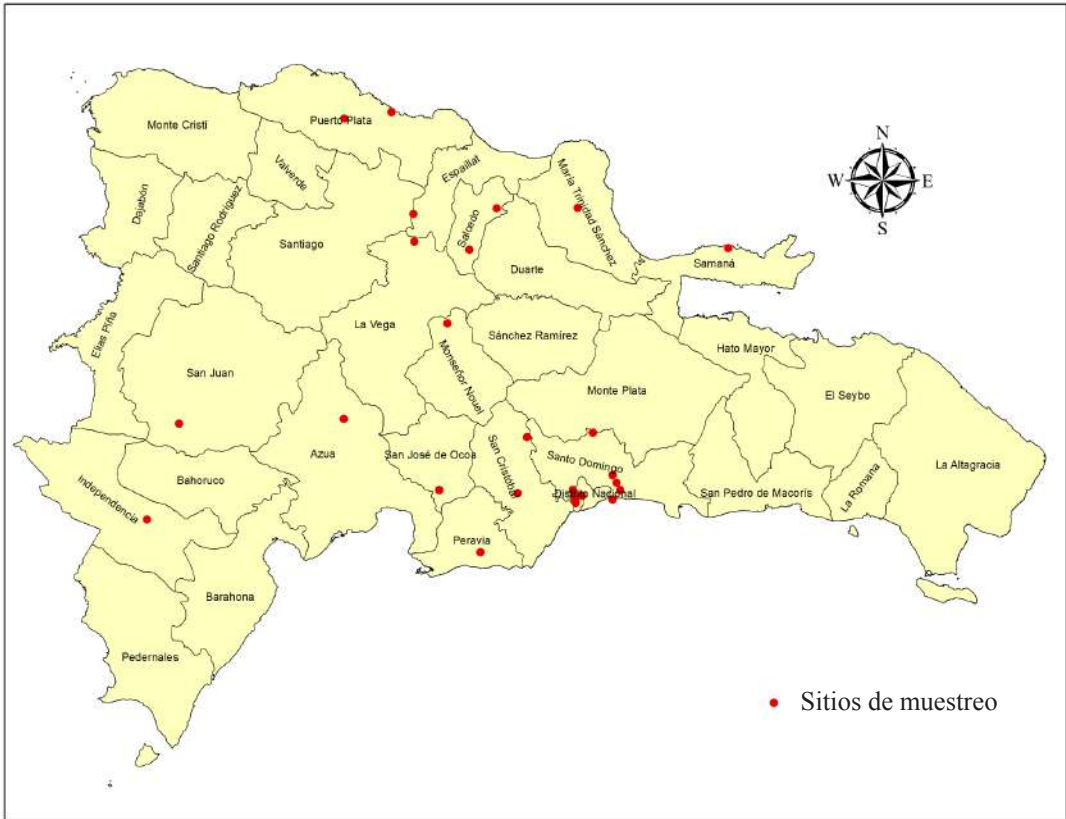 Monte Cristi
Puerto Plata
Valverde
Espaillat
María Trinidad Sánchez
N
W
E
S
Dajabón
Santiago Rodríguez
Santiago
Salcedo
Duarte
Samaná
Elías Piña
La Vega
Sánchez Ramírez
Hato Mayor
San Juan
Monseñor Nouel
Monte Plata
El Seybo
Azua
San José de Ocoa
San Cristóbal
Santo Domingo
La Altagracia
Bahoruco
Independencia
Distrito Nacional
San Pedro de Macorís
La Romana
Peravia
Barahona
Pedernales
Sitios de muestreo